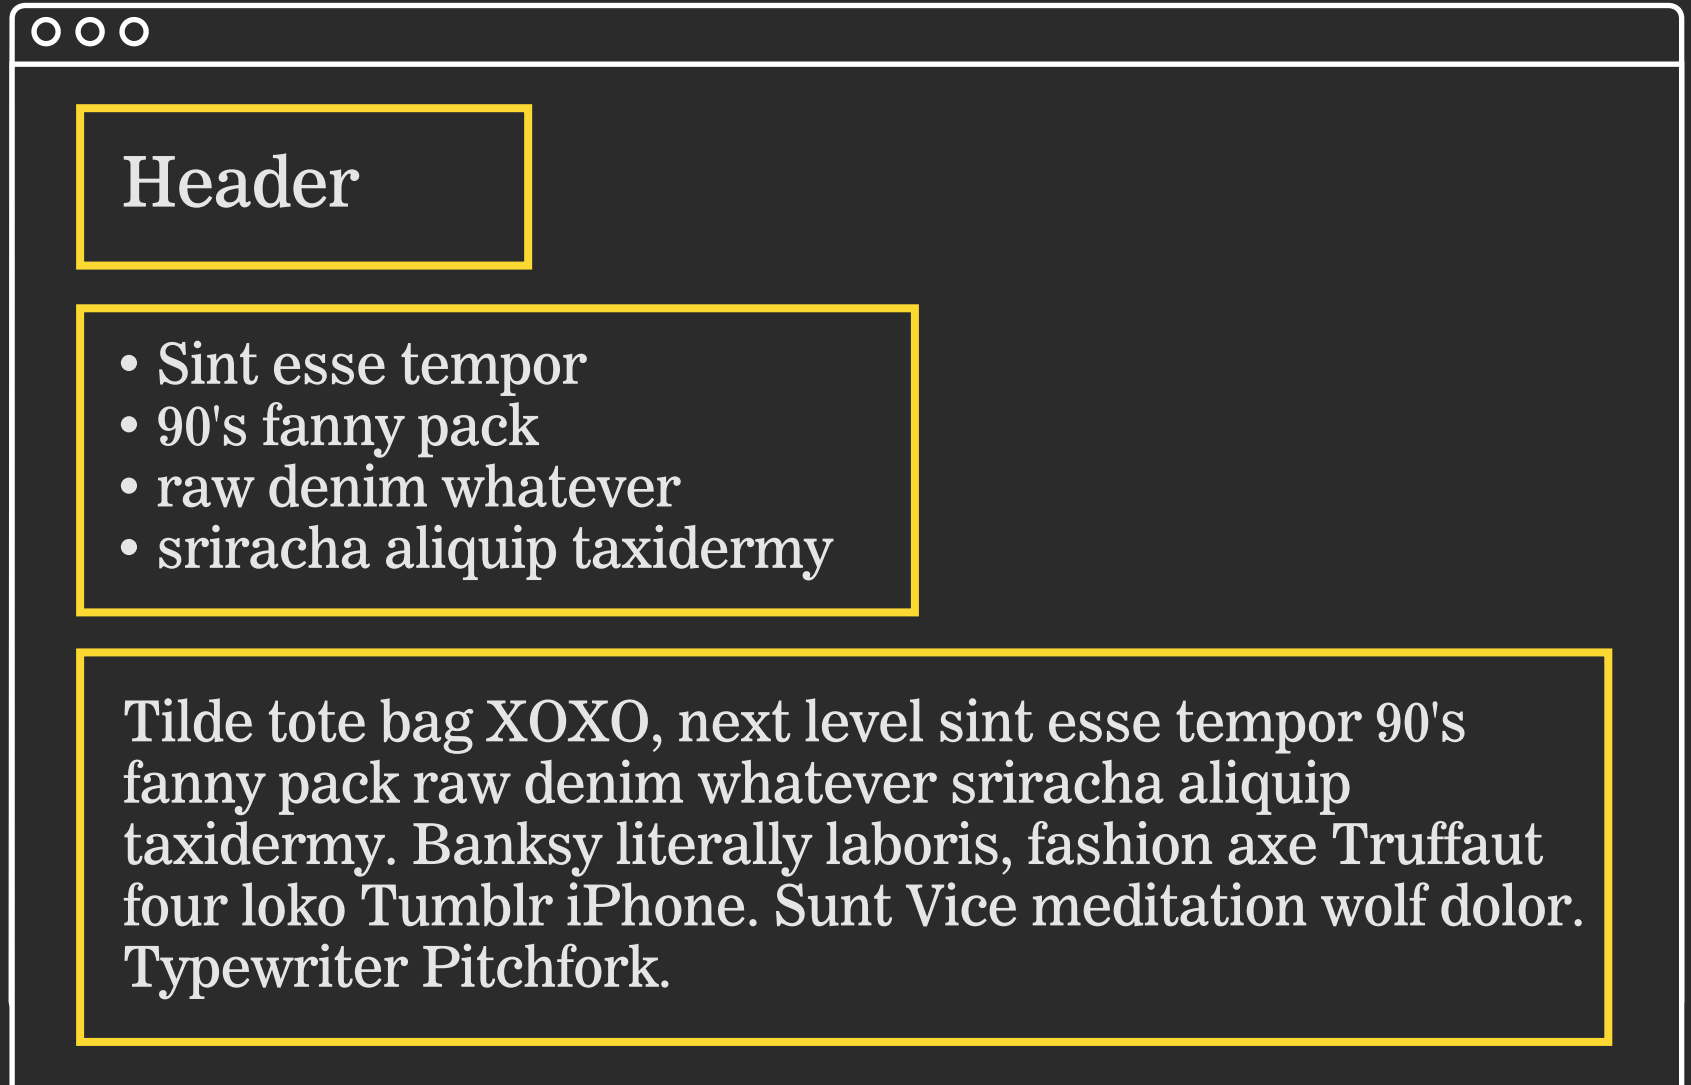 Header
• Sint esse tempor
• 90's fanny pack
• raw denim whatever
• sriracha aliquip taxidermy
Tilde tote bag XOXO, next level sint esse tempor 90's
fanny pack raw denim whatever sriracha aliquip
taxidermy. Banksy literally laboris, fashion axe Truffaut
four loko Tumblr iPhone. Sunt Vice meditation wolf dolor.
Typewriter Pitchfork.